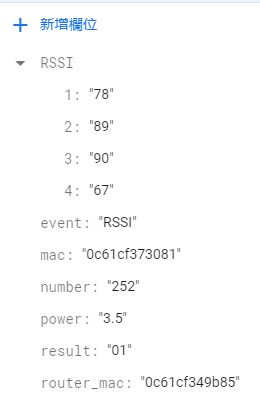 + 新增欄位
RSSI
1: "78"
2: "89"
3: "90"
4: "67"
event: "RSSI"
mac: "0c61cf373081"
number: "252"
power: "3.5"
result: "01"
router_mac: "0c61cf349b85"